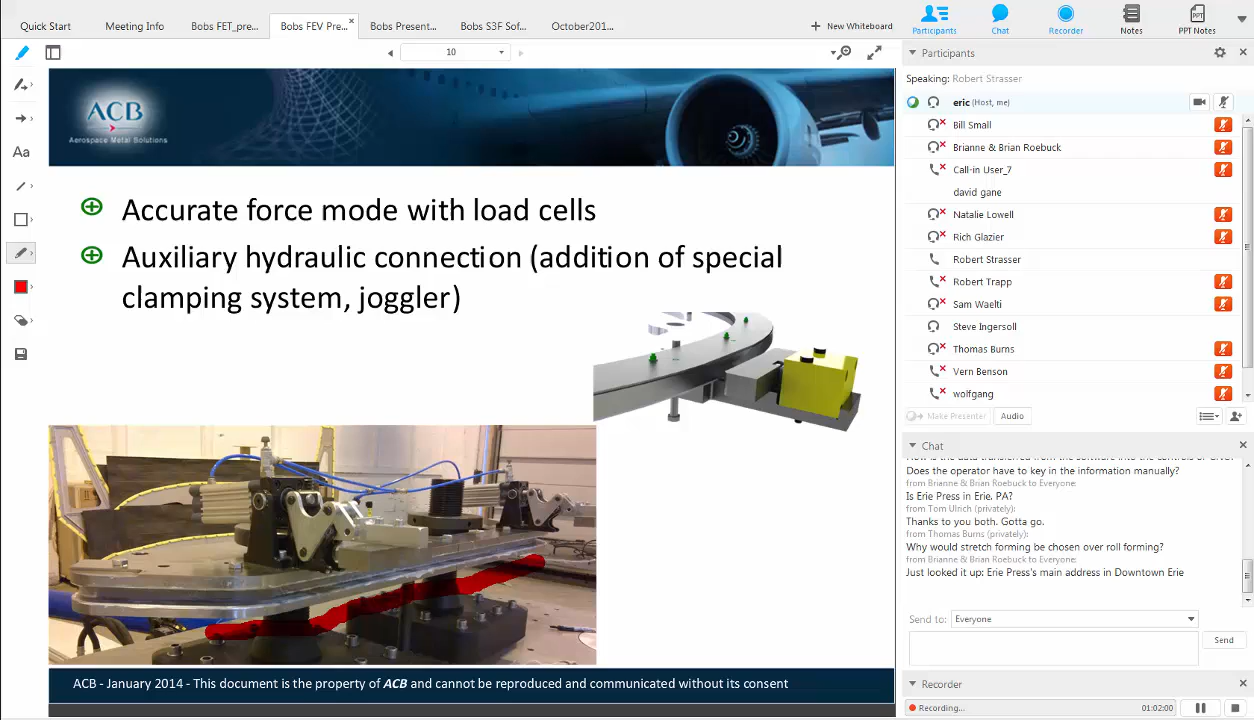 Quick Start
Meeting Info
Bobs FET_pre...
Bobs FEV Pre...
Bobs Present...
Bobs S3F Sof...
October201...
New Whiteboard
Participants
Chat
Recorder
Notes
PPT Notes
10
ACB
Aerospace Metal Solutions
Accurate force mode with load cells
Auxiliary hydraulic connection (addition of special
clamping system, joggler)
ACB - January 2014 - This document is the property of ACB and cannot be reproduced and communicated without its consent
Aa
Participants
Speaking: Robert Strasser
eric (Host, me)
Bill Small
Brianne & Brian Roebuck
Call-in User_7
david gane
Natalie Lowell
Rich Glazier
Robert Strasser
Robert Trapp
Sam Waelti
Steve Ingersoll
Thomas Burns
Vern Benson
wolfgang
Make Presenter
Audio
Chat
Does the operator have to key in the information manually?
from Brianne & Brian Roebuck to Everyone:
Is Erie Press in Erie, PA?
from Tom Ulrich (privately):
Thanks to you both. Gotta go.
from Thomas Burns (privately):
Why would stretch forming be chosen over roll forming?
from Brianne & Brian Roebuck to Everyone:
Just looked it up: Erie Press's main address in Downtown Erie
Send to: Everyone
Send
Recorder
Recording...
01:02:00